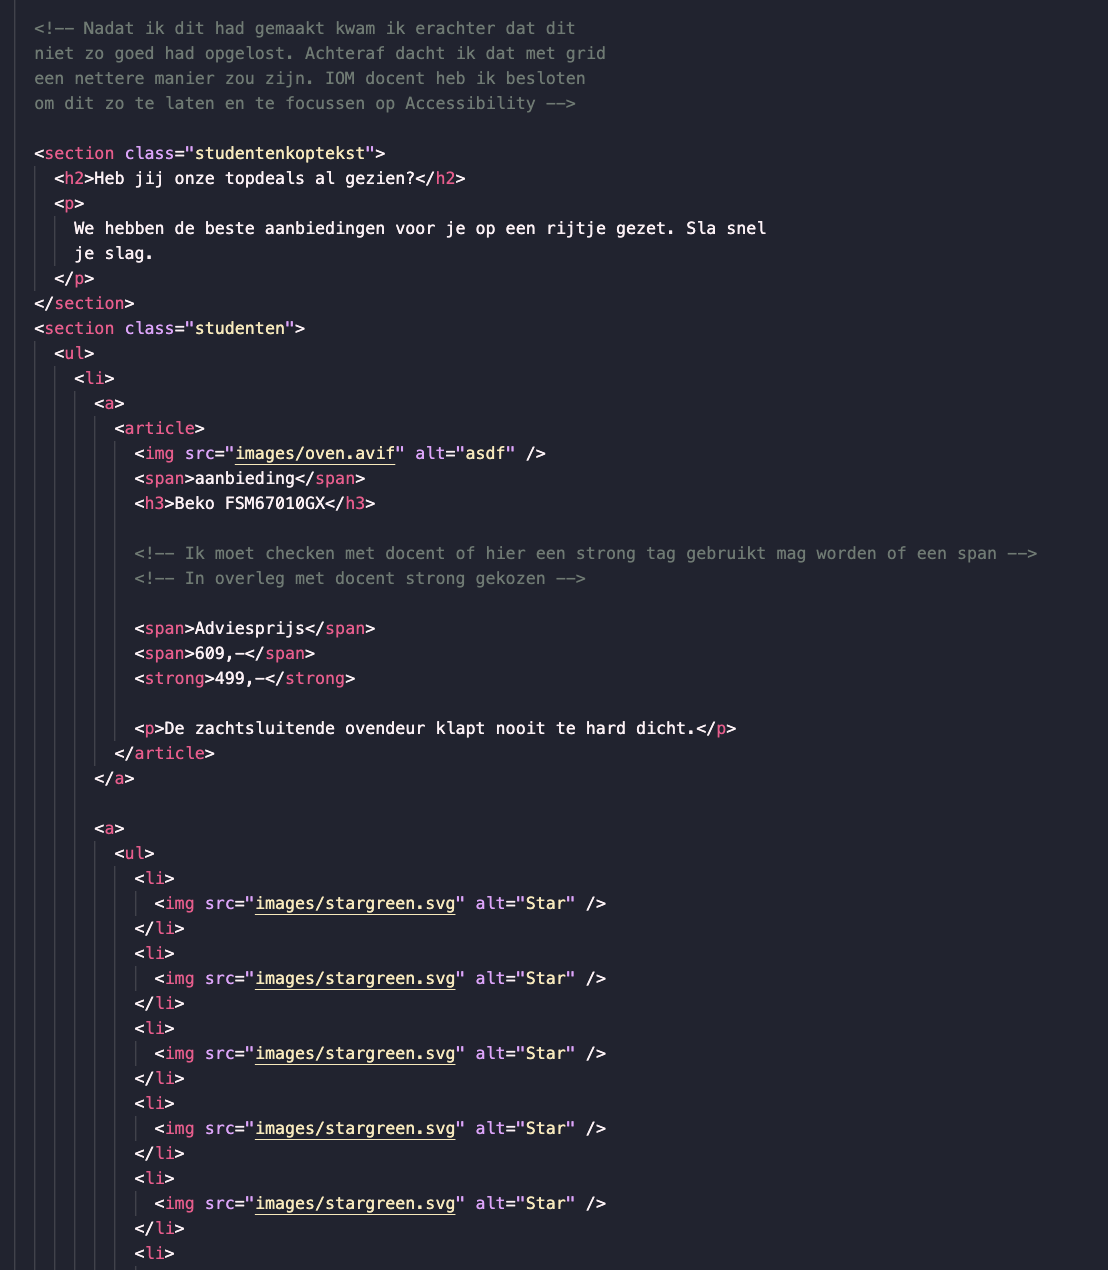 <!-- Nadat ik dit had gemaakt kwam ik erachter dat dit
niet zo goed had opgelost. Achteraf dacht ik dat met grid
een nettere manier zou zijn. IOM docent heb ik besloten
om dit zo te laten en te focussen op Accessibility -->
<section class="studentenkoptekst">
<h2>Heb jij onze topdeals al gezien?</h2>
<p>
We hebben de beste aanbiedingen voor je op een rijtje gezet. Sla snel
je slag.
</p>
</section>
<section class="studenten">
<ul>
<li>
<a>
<article>
<img src="images/oven.avif" alt="asdf" />
<span>aanbieding</span>
<h3>Beko FSM67010GX</h3>
<!-- Ik moet checken met docent of hier een strong tag gebruikt mag worden of een span -->
<!-- In overleg met docent strong gekozen -->
<span>Adviesprijs</span>
<span>609,-</span>
<strong>499,-</strong>
<p>De zachtsluitende ovendeur klapt nooit te hard dicht.</p>
</article>
</a>
<a>
<ul>
<li>
<img src="images/stargreen.svg" alt="Star" />
</li>
<li>
<img src="images/stargreen.svg" alt="Star" />
</li>
<li>
<img src="images/stargreen.svg" alt="Star" />
</li>
<li>
<img src="images/stargreen.svg" alt="Star" />
</li>
<li>
<img src="images/stargreen.svg" alt="Star" />
</li>
<li>